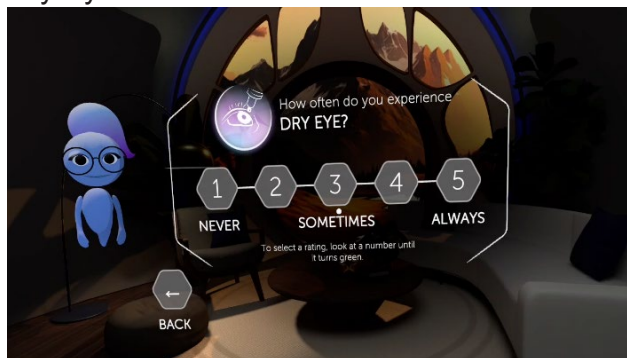 How often do you experience
DRY EYE?
1 2 3 4 5
NEVER SOMETIMES ALWAYS
To select a rating, look at a number until
it turns green.
←
BACK